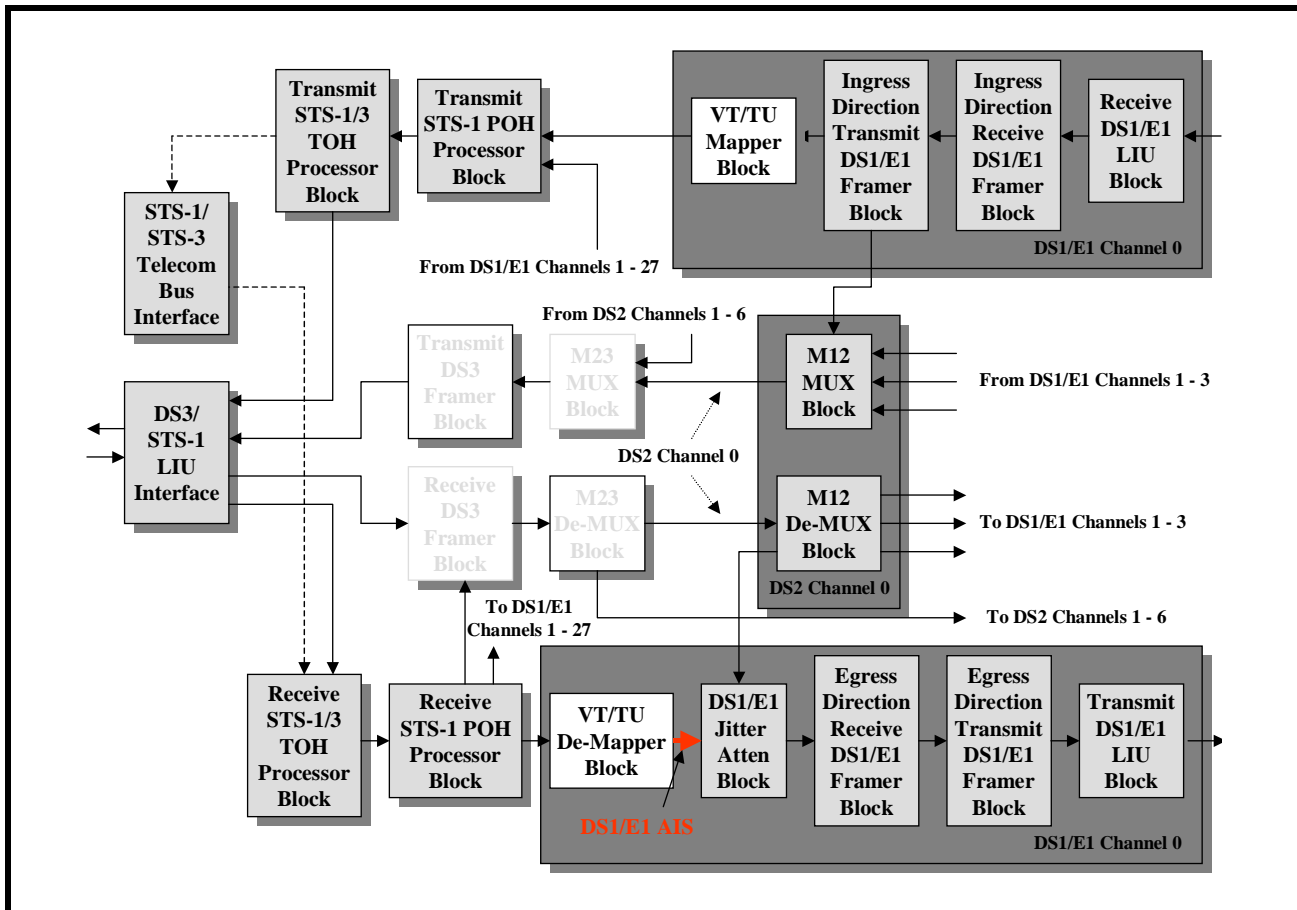 Transmit
STS-1/3
TOH
Processor
Block
Transmit
STS-1 POH
Processor
Block
VT/TU
Mapper
Block
Ingress
Direction
Transmit
DS1/E1
Framer
Block
Ingress
Direction
Receive
DS1/E1
Framer
Block
Receive
DS1/E1
LIU
Block
DS1/E1 Channel 0
STS-1/
STS-3
Telecom
Bus
Interface
From DS1/E1 Channels 1 - 27
From DS2 Channels 1 - 6
Transmit
DS3
Framer
Block
M23
MUX
Block
M12
MUX
Block
From DS1/E1 Channels 1 - 3
DS3/
STS-1
LIU
Interface
DS2 Channel 0
Receive
DS3
Framer
Block
M23
De-MUX
Block
M12
De-MUX
Block
To DS1/E1 Channels 1 - 3
DS2 Channel 0
To DS1/E1
Channels 1 - 27
To DS2 Channels 1 - 6
Receive
STS-1/3
TOH
Processor
Block
Receive
STS-1 POH
Processor
Block
VT/TU
De-Mapper
Block
DS1/E1
Jitter
Atten
Block
Egress
Direction
Receive
DS1/E1
Framer
Block
Egress
Direction
Transmit
DS1/E1
Framer
Block
Transmit
DS1/E1
LIU
Block
DS1/E1 AIS
DS1/E1 Channel 0